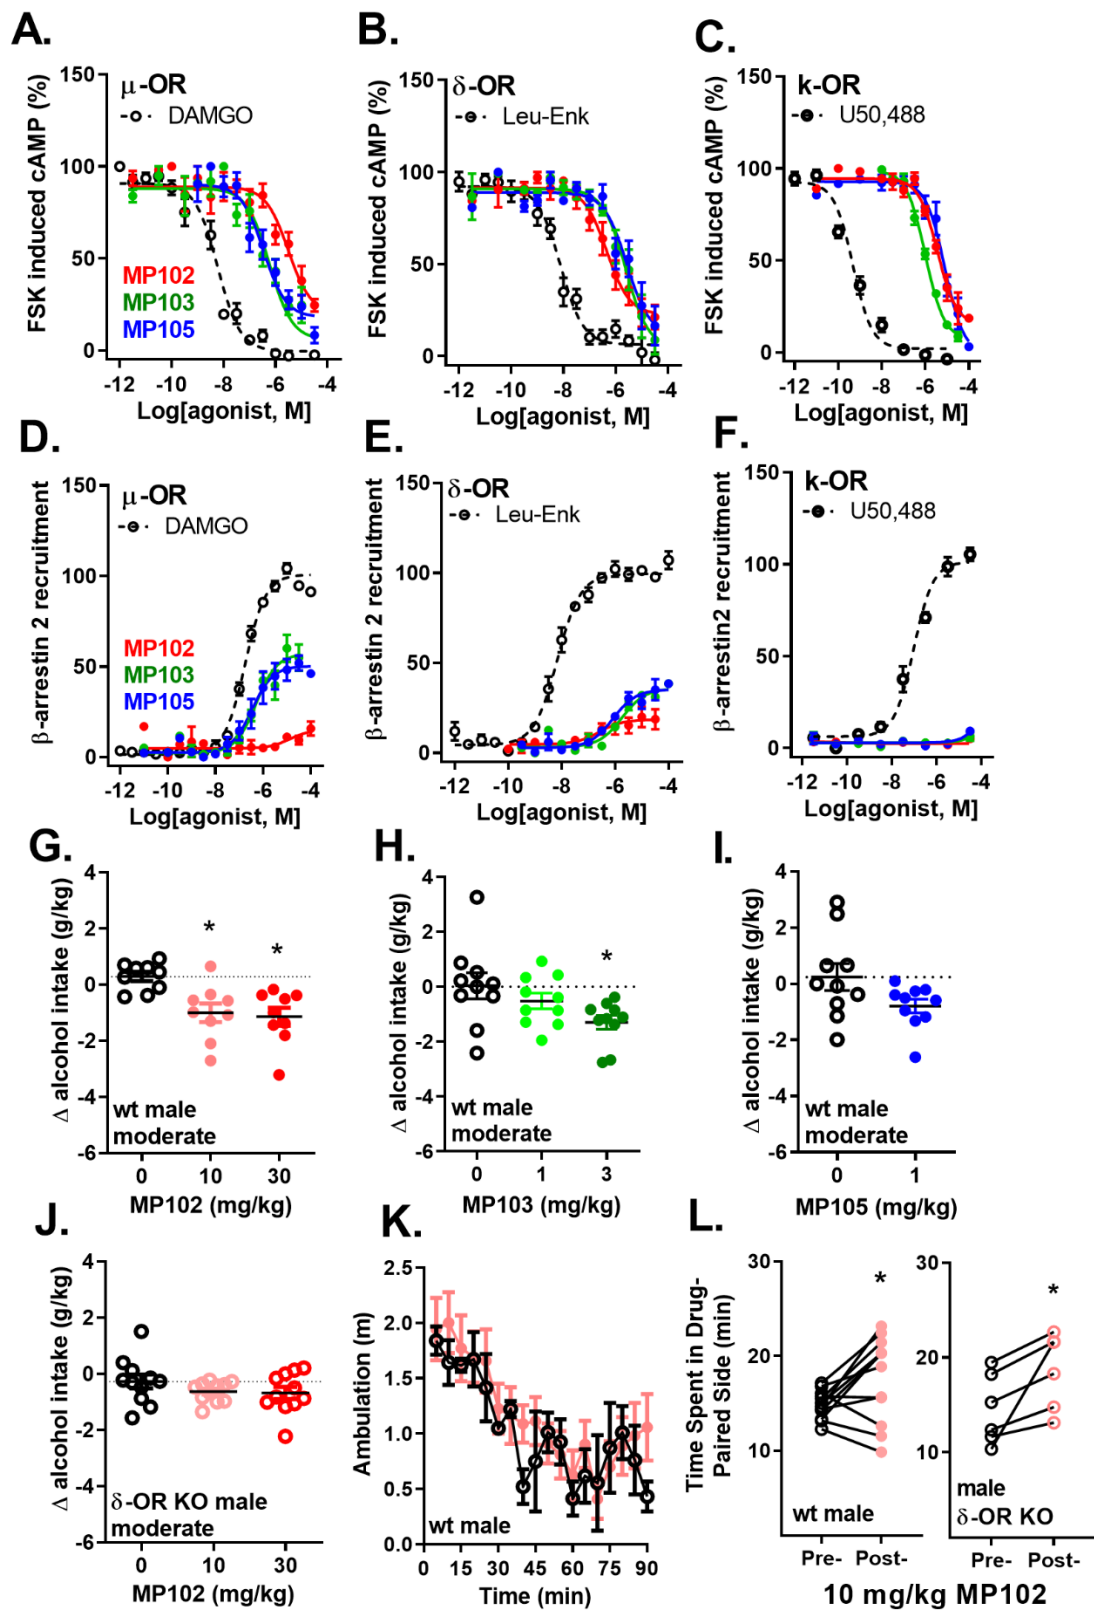 A.
FSK induced cAMP (%)
150
100
50
0
μ-OR
DAMGO
MP102
MP103
MP105
-12 -10 -8 -6 -4
Log[agonist, M]
B.
FSK induced cAMP (%)
150
100
50
0
δ-OR
Leu-Enk
-12 -10 -8 -6 -4
Log[agonist, M]
C.
FSK induced cAMP (%)
150
100
50
0
k-OR
U50,488
-12 -10 -8 -6 -4
Log[agonist, M]
D.
β-arrestin 2 recruitment
150
100
50
0
μ-OR
DAMGO
MP102
MP103
MP105
-12 -10 -8 -6 -4
Log[agonist, M]
E.
β-arrestin 2 recruitment
150
100
50
0
δ-OR
Leu-Enk
-12 -10 -8 -6 -4
Log[agonist, M]
F.
β-arrestin2 recruitment
150
100
50
0
k-OR
U50,488
-12 -10 -8 -6 -4
Log[agonist, M]
G.
Δ alcohol intake (g/kg)
4
2
0
-2
-4
-6
* *
wt male
moderate
0 10 30
MP102 (mg/kg)
H.
Δ alcohol intake (g/kg)
4
2
0
-2
-4
-6
*
wt male
moderate
0 1 3
MP103 (mg/kg)
I.
Δ alcohol intake (g/kg)
4
2
0
-2
-4
-6
wt male
moderate
0 1
MP105 (mg/kg)
J.
Δ alcohol intake (g/kg)
4
2
0
-2
-4
-6
δ-OR KO male
moderate
0 10 30
MP102 (mg/kg)
K.
Ambulation (m)
2.5
2.0
1.5
1.0
0.5
0.0
wt male
0 15 30 45 60 75 90
Time (min)
L.
Time Spent in Drug-
Paired Side (min)
30
20
10
*
wt male
Pre- Post-
30
20
10
*
male
δ-OR KO
Pre- Post-
10 mg/kg MP102